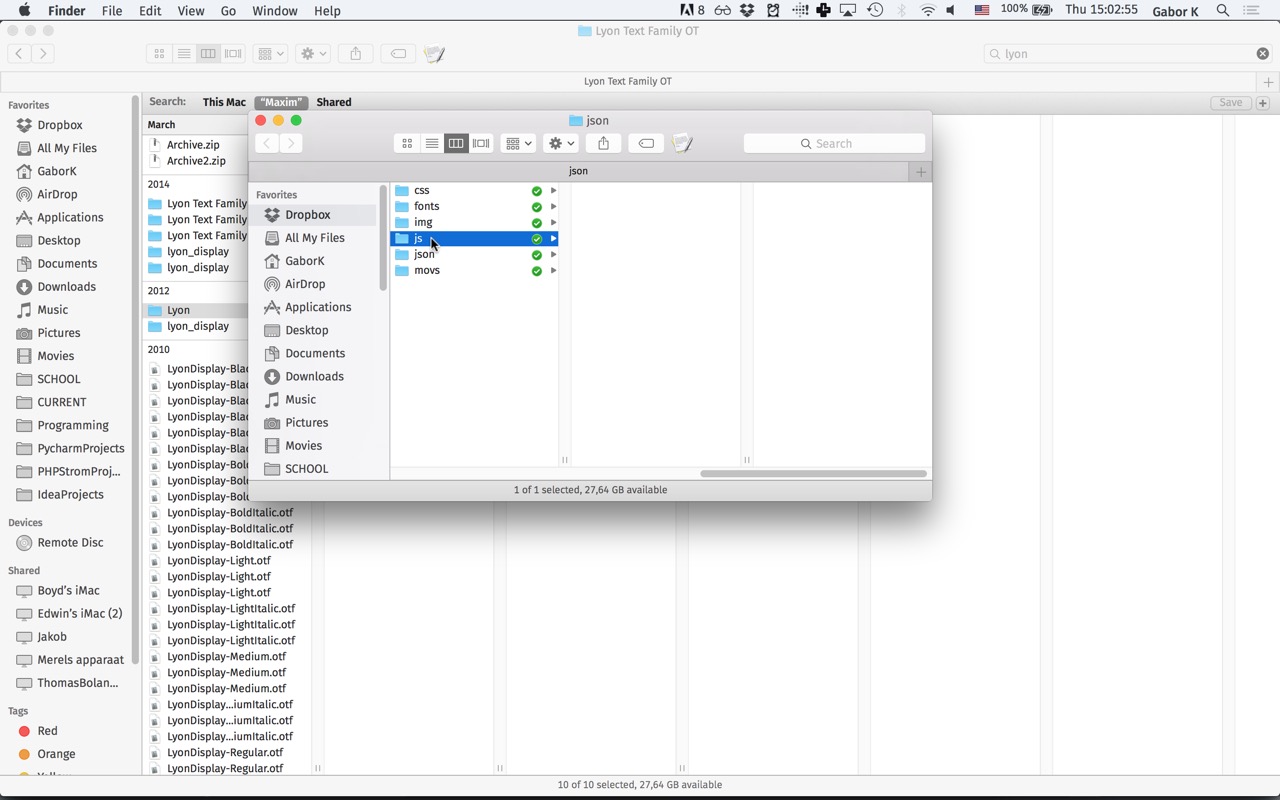 Finder File Edit View Go Window Help 8 100% Thu 15:02:55 Gabor K
Lyon Text Family OT
lyon
Lyon Text Family OT
Favorites
Dropbox
All My Files
GaborK
AirDrop
Applications
Desktop
Documents
Downloads
Music
Pictures
Movies
SCHOOL
CURRENT
Programming
PycharmProjects
PHPStromProj...
IdeaProjects
Devices
Remote Disc
Shared
Boyd's iMac
Edwin's iMac (2)
Jakob
Merels apparaat
ThomasBolan...
Tags
Red
Orange
Yellow
Search: This Mac “Maxim” Shared Save
March
Archive.zip
Archive2.zip
2014
Lyon Text Family
Lyon Text Family
Lyon Text Family
lyon_display
lyon_display
2012
Lyon
lyon_display
2010
LyonDisplay-Blac
LyonDisplay-Blac
LyonDisplay-Blac
LyonDisplay-Blac
LyonDisplay-Blac
LyonDisplay-Blac
LyonDisplay-Bol
LyonDisplay-Bol
LyonDisplay-Bol
LyonDisplay-BoldItalic.otf
LyonDisplay-BoldItalic.otf
LyonDisplay-BoldItalic.otf
LyonDisplay-Light.otf
LyonDisplay-Light.otf
LyonDisplay-Light.otf
LyonDisplay-LightItalic.otf
LyonDisplay-LightItalic.otf
LyonDisplay-LightItalic.otf
LyonDisplay-Medium.otf
LyonDisplay-Medium.otf
LyonDisplay-Medium.otf
LyonDisplay...iumItalic.otf
LyonDisplay...iumItalic.otf
LyonDisplay...iumItalic.otf
LyonDisplay-Regular.otf
LyonDisplay-Regular.otf
json
Search
json
Favorites
Dropbox
All My Files
GaborK
AirDrop
Applications
Desktop
Documents
Downloads
Music
Pictures
Movies
SCHOOL
css
fonts
img
js
json
movs
1 of 1 selected, 27,64 GB available
10 of 10 selected, 27,64 GB available